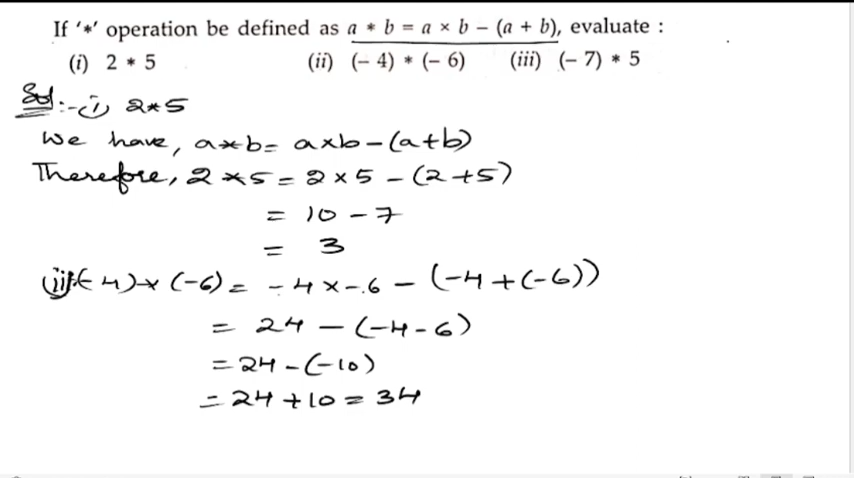 If ‘*’ operation be defined as a * b = a × b – (a + b), evaluate :
(i) 2 * 5 (ii) (– 4) * (– 6) (iii) (– 7) * 5
Sol:- (i) 2*5
We have, a*b = a×b-(a+b)
Therefore, 2 *5 = 2 × 5 - (2+5)
= 10 - 7
= 3
(ii) (-4) * (-6) = -4 × -6 - (-4 + (-6))
= 24 - (-4 - 6)
= 24 - (-10)
= 24 + 10 = 34